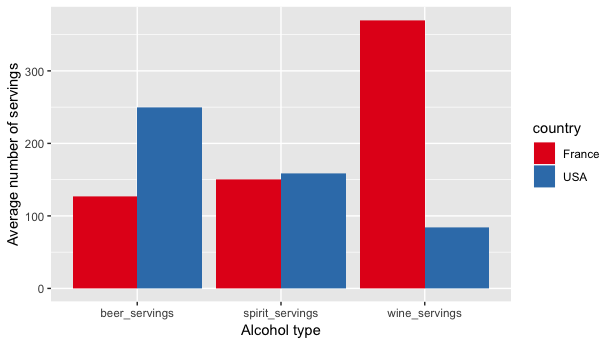 Average number of servings
300
200
100
0
beer_servings
spirit_servings
wine_servings
Alcohol type
country
France
USA